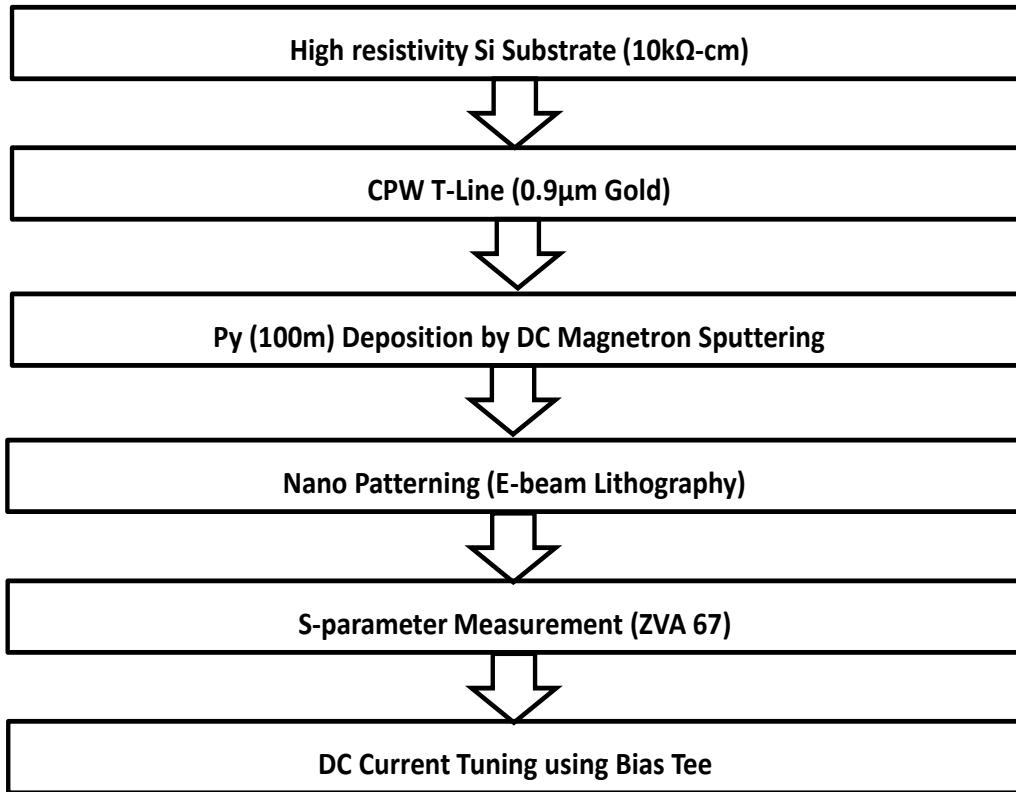 High resistivity Si Substrate (10kΩ-cm)
CPW T-Line (0.9µm Gold)
Py (100m) Deposition by DC Magnetron Sputtering
Nano Patterning (E-beam Lithography)
S-parameter Measurement (ZVA 67)
DC Current Tuning using Bias Tee